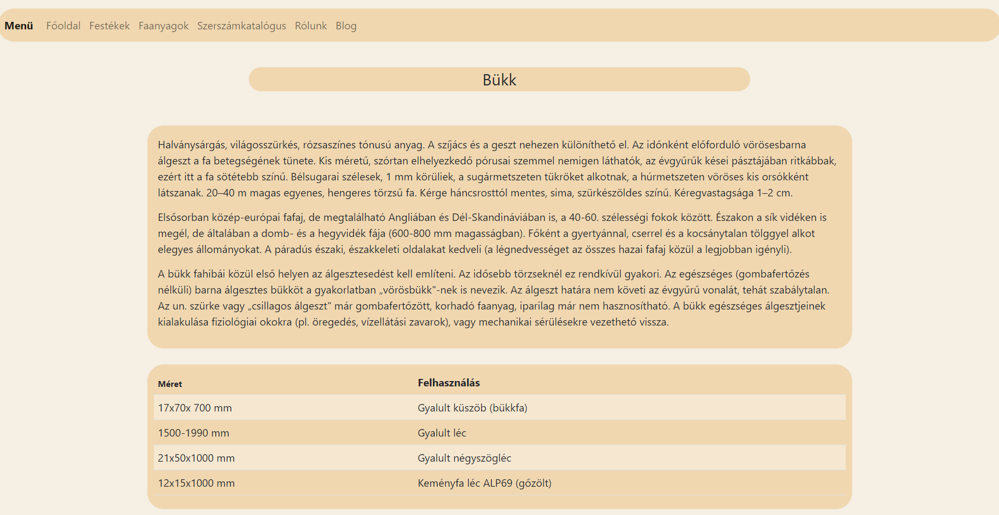 Menü Főoldal Festékek Faanyagok Szerszámkatalógus Rólunk Blog
Bükk
Halványsárgás, világosszürkés, rózsaszínes tónusú anyag. A szíjács és a geszt nehezen különíthető el. Az időnként előforduló vörösesbarna
álgeszt a fa betegségének tünete. Kis méretű, szórtan elhelyezkedő pórusai szemmel nemigen láthatók, az évgyűrűk kései pásztájában ritkábbak,
ezért itt a fa sötétebb színű. Bélsugarai szélesek, 1 mm körüliek, a sugármetszeten tükröket alkotnak, a húrmetszeten vöröses kis orsókként
látszanak. 20–40 m magas egyenes, hengeres törzsű fa. Kérge háncsrosttól mentes, sima, szürkészöldes színű. Kéregvastagsága 1–2 cm.
Elsősorban közép-európai fafaj, de megtalálható Angliában és Dél-Skandináviában is, a 40-60. szélességi fokok között. Északon a sík vidéken is
megél, de általában a domb- és a hegyvidék fája (600-800 mm magasságban). Főként a gyertyánnal, cserrel és a kocsánytalan tölggyel alkot
elegyes állományokat. A páradús északi, északkeleti oldalakat kedveli (a légnedvességet az összes hazai fafaj közül a legjobban igényli).
A bükk fahibái közül első helyen az álgesztesedést kell említeni. Az idősebb törzseknél ez rendkívül gyakori. Az egészséges (gombafertőzés
nélküli) barna álgesztes bükköt a gyakorlatban „vörösbükk"-nek is nevezik. Az álgeszt határa nem követi az évgyűrű vonalát, tehát szabálytalan.
Az un. szürke vagy „csillagos álgeszt" már gombafertőzött, korhadó faanyag, iparilag már nem hasznosítható. A bükk egészséges álgesztjeinek
kialakulása fiziológiai okokra (pl. öregedés, vízellátási zavarok), vagy mechanikai sérülésekre vezethető vissza.
Méret Felhasználás
17x70x 700 mm Gyalult küszöb (bükkfa)
1500-1990 mm Gyalult léc
21x50x1000 mm Gyalult négyszögléc
12x15x1000 mm Keményfa léc ALP69 (gőzölt)